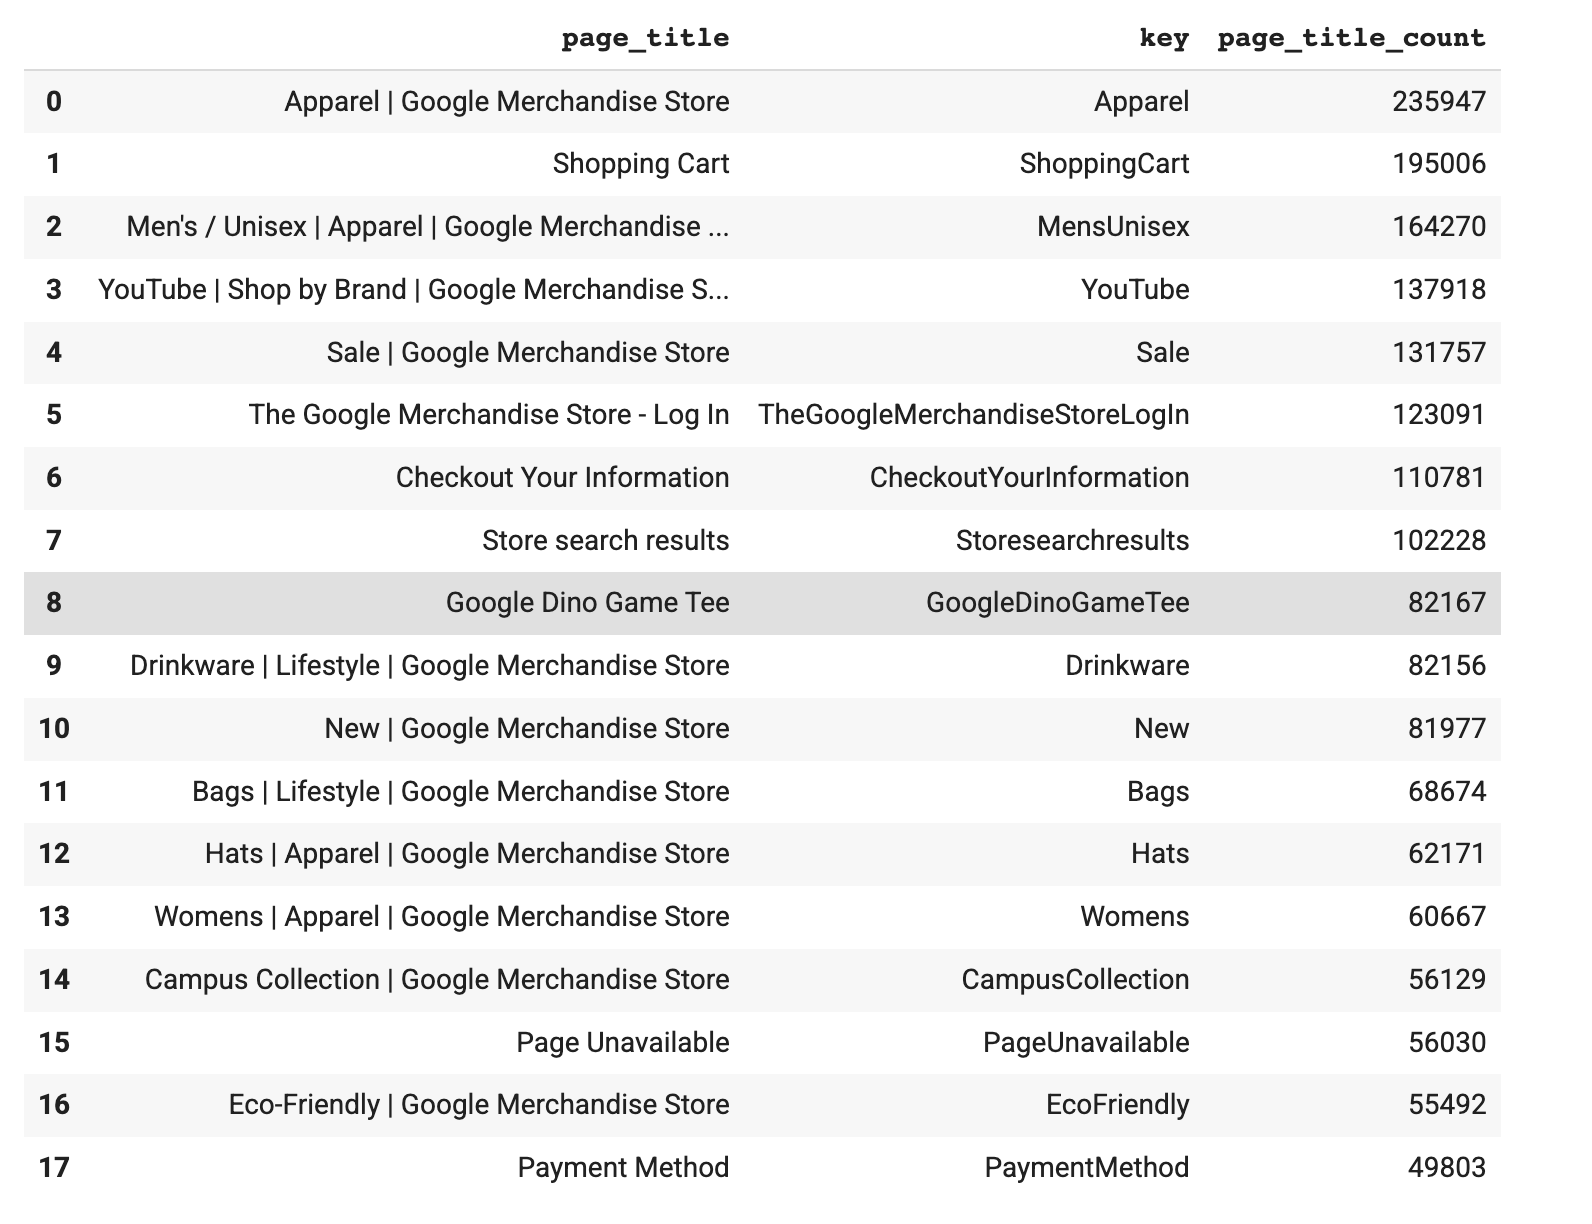 page_title key page_title_count
0 Apparel | Google Merchandise Store Apparel 235947
1 Shopping Cart ShoppingCart 195006
2 Men's / Unisex | Apparel | Google Merchandise ... MensUnisex 164270
3 YouTube | Shop by Brand | Google Merchandise S... YouTube 137918
4 Sale | Google Merchandise Store Sale 131757
5 The Google Merchandise Store - Log In TheGoogleMerchandiseStoreLogIn 123091
6 Checkout Your Information CheckoutYourInformation 110781
7 Store search results Storesearchresults 102228
8 Google Dino Game Tee GoogleDinoGameTee 82167
9 Drinkware | Lifestyle | Google Merchandise Store Drinkware 82156
10 New | Google Merchandise Store New 81977
11 Bags | Lifestyle | Google Merchandise Store Bags 68674
12 Hats | Apparel | Google Merchandise Store Hats 62171
13 Womens | Apparel | Google Merchandise Store Womens 60667
14 Campus Collection | Google Merchandise Store CampusCollection 56129
15 Page Unavailable PageUnavailable 56030
16 Eco-Friendly | Google Merchandise Store EcoFriendly 55492
17 Payment Method PaymentMethod 49803